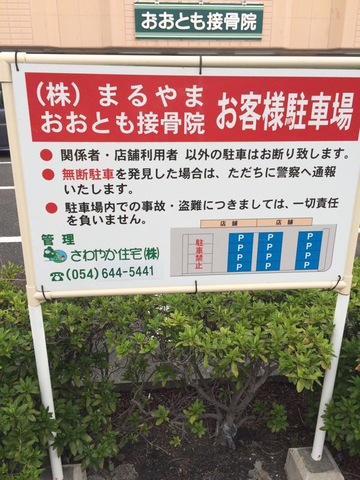 おおとも接骨院
(株)まるやま
おおとも接骨院
お客様駐車場
● 関係者・店舗利用者 以外の駐車はお断り致します。
● 無断駐車を発見した場合は、ただちに警察へ通報
いたします。
● 駐車場内での事故・盗難につきましては、一切責任
を負いません。
管理
さわやか住宅(株)
☎(054)644-5441
店舗 店舗
駐車禁止
P P P P
P P P P
P P P P
P P P P